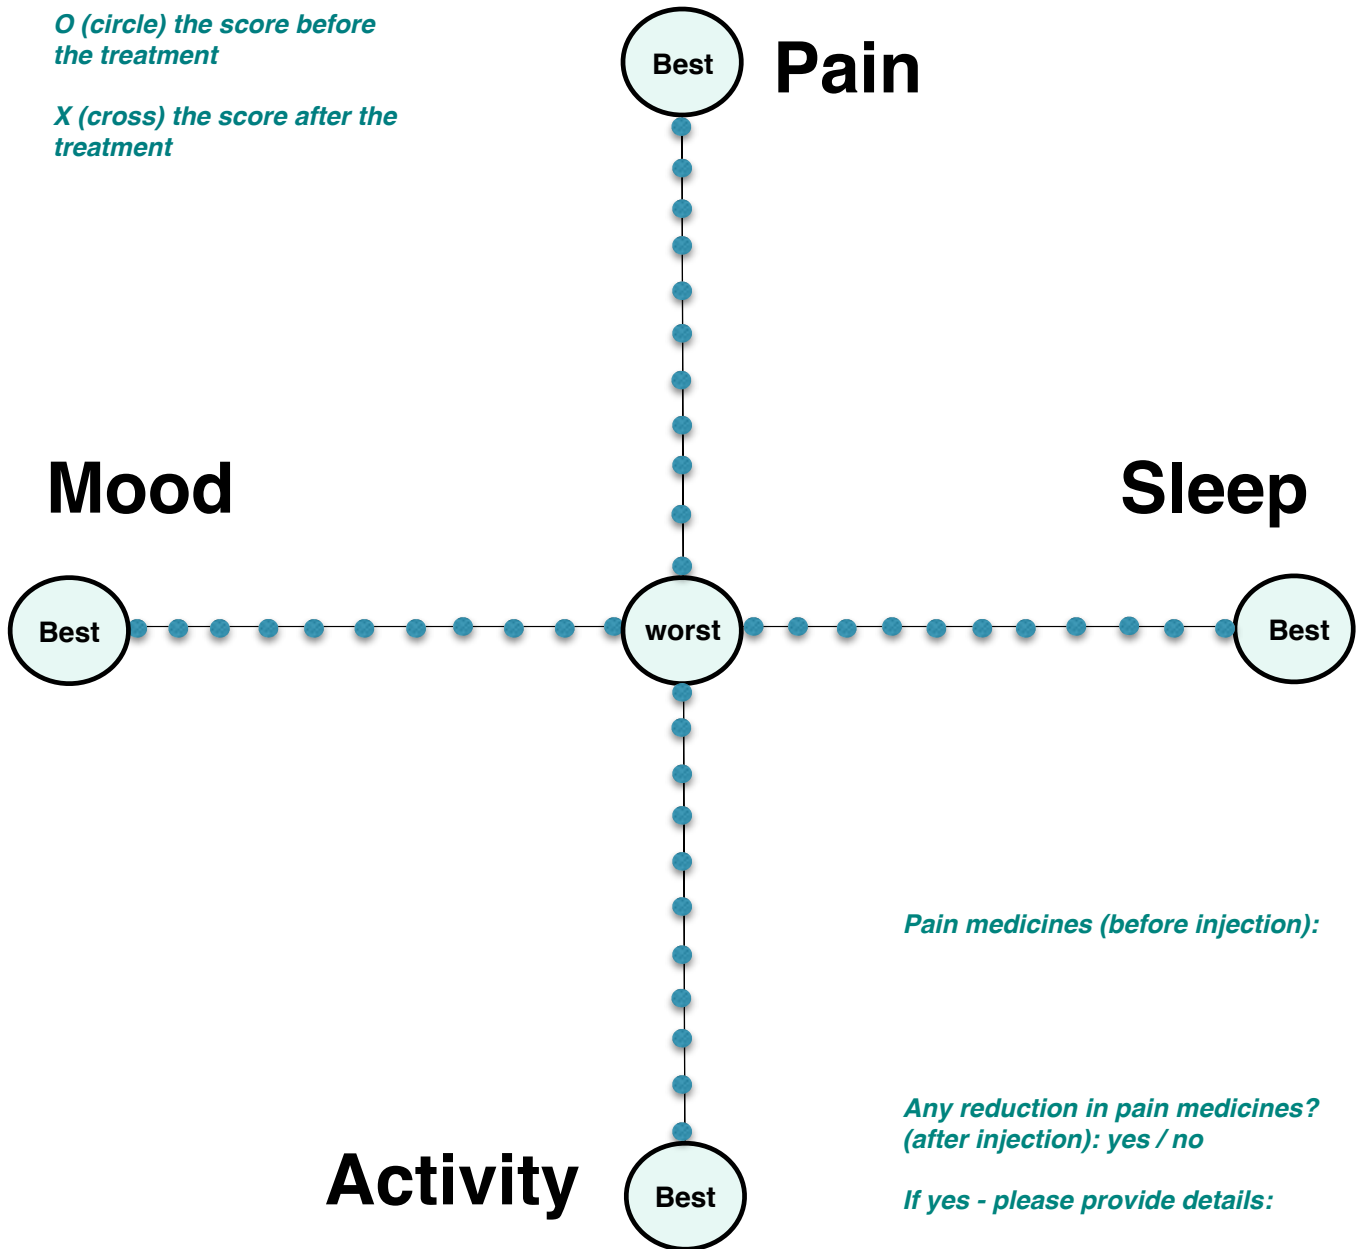 O (circle) the score before
the treatment
X (cross) the score after the
treatment
Best
Pain
Mood
Sleep
Best
worst
Best
Pain medicines (before injection):
Any reduction in pain medicines?
(after injection): yes / no
Activity
Best
If yes - please provide details: